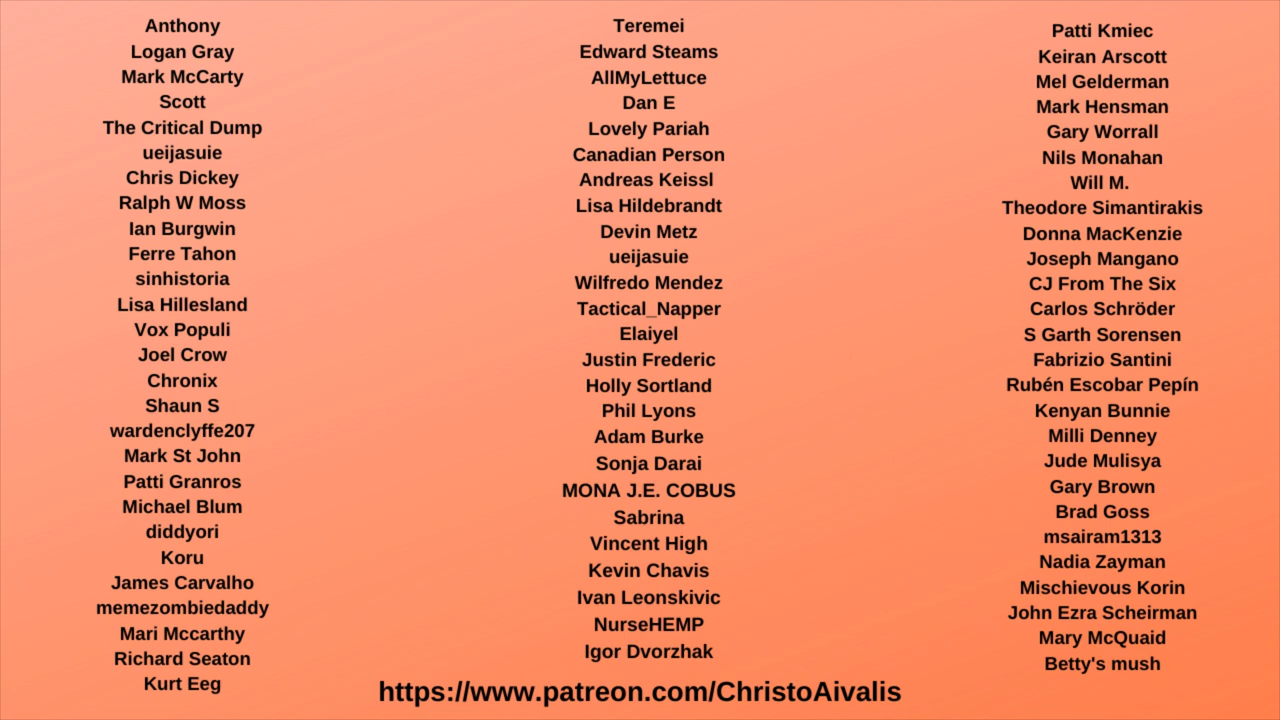 Anthony
Logan Gray
Mark McCarty
Scott
The Critical Dump
ueijasuie
Chris Dickey
Ralph W Moss
Ian Burgwin
Ferre Tahon
sinhistoria
Lisa Hillesland
Vox Populi
Joel Crow
Chronix
Shaun S
wardenclyffe207
Mark St John
Patti Granros
Michael Blum
diddyori
Koru
James Carvalho
memezombiedaddy
Mari Mccarthy
Richard Seaton
Kurt Eeg
Teremei
Edward Steams
AllMyLettuce
Dan E
Lovely Pariah
Canadian Person
Andreas Keissl
Lisa Hildebrandt
Devin Metz
ueijasuie
Wilfredo Mendez
Tactical_Napper
Elaiyel
Justin Frederic
Holly Sortland
Phil Lyons
Adam Burke
Sonja Darai
MONA J.E. COBUS
Sabrina
Vincent High
Kevin Chavis
Ivan Leonskivic
NurseHEMP
Igor Dvorzhak
Patti Kmiec
Keiran Arscott
Mel Gelderman
Mark Hensman
Gary Worrall
Nils Monahan
Will M.
Theodore Simantirakis
Donna MacKenzie
Joseph Mangano
CJ From The Six
Carlos Schröder
S Garth Sorensen
Fabrizio Santini
Rubén Escobar Pepín
Kenyan Bunnie
Milli Denney
Jude Mulisya
Gary Brown
Brad Goss
msairam1313
Nadia Zayman
Mischievous Korin
John Ezra Scheirman
Mary McQuaid
Betty's mush
https://www.patreon.com/ChristoAivalis